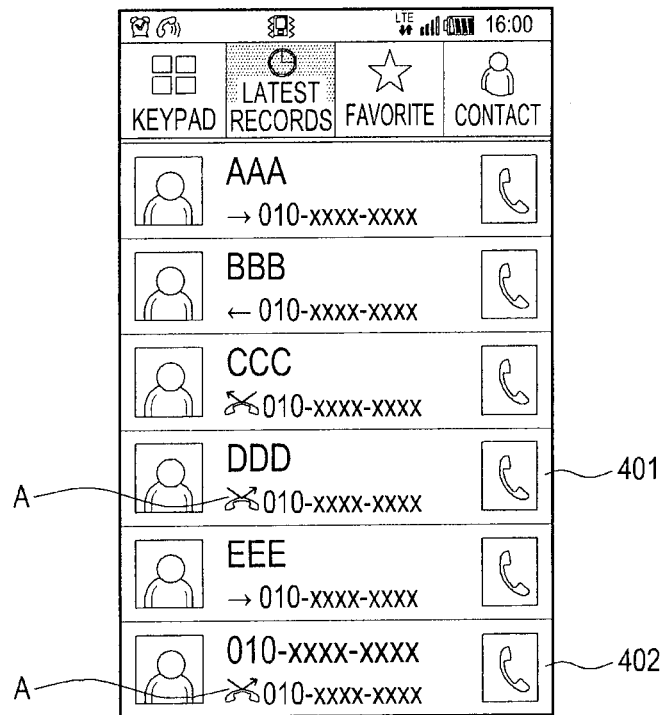 LTE 16:00
KEYPAD LATEST RECORDS FAVORITE CONTACT
AAA
→ 010-xxxx-xxxx
BBB
← 010-xxxx-xxxx
CCC
010-xxxx-xxxx
DDD
401
A
010-xxxx-xxxx
EEE
→ 010-xxxx-xxxx
010-xxxx-xxxx
402
A
010-xxxx-xxxx